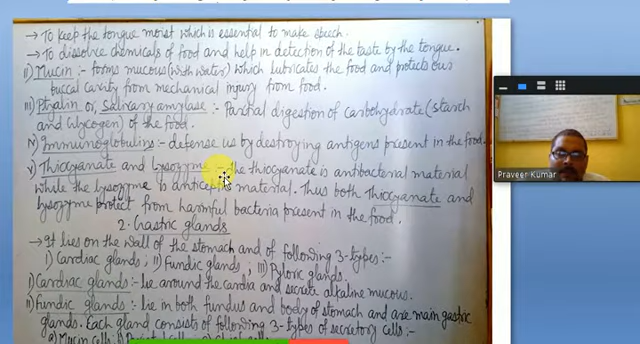 → To keep the tongue moist which is essential to make speech.
→ To dissolve chemicals of food and help in detection of the taste by the tongue.
ii) Mucin :- forms mucous (with water) which lubricates the food and protects our
buccal cavity from mechanical injury from food.
iii) Ptyalin or, Salivary amylase :- Partial digestion of carbohydrate (starch
and Glycogen) of the food.
iv) Immunoglobulins :- defense us by destroying antigens present in the food.
v) Thiocyanate and Lysozyme the thiocyanate is antibacterial material
while the lysozyme is anticeptic material. Thus both Thiocyanate and
lysozyme protect from harmful bacteria present in the food.
2. Gastric glands
→ It lies on the wall of the stomach and of following 3-types :-
i) Cardiac glands ; ii) Fundic glands ; iii) Pyloric glands.
i) Cardiac glands :- lie around the cardia and secrete alkaline mucous.
ii) Fundic glands :- lie in both fundus and body of stomach and are main gastric
glands. Each gland consists of following 3-types of secretory cells :-
a) Mucin cells
Praveer Kumar